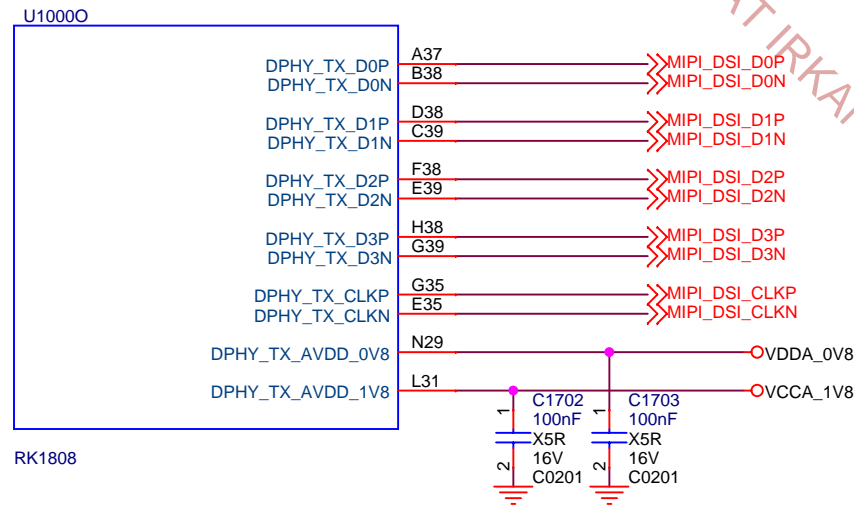 U1000O
DPHY_TX_D0P A37 MIPI_DSI_D0P
DPHY_TX_D0N B38 MIPI_DSI_D0N
DPHY_TX_D1P D38 MIPI_DSI_D1P
DPHY_TX_D1N C39 MIPI_DSI_D1N
DPHY_TX_D2P F38 MIPI_DSI_D2P
DPHY_TX_D2N E39 MIPI_DSI_D2N
DPHY_TX_D3P H38 MIPI_DSI_D3P
DPHY_TX_D3N G39 MIPI_DSI_D3N
DPHY_TX_CLKP G35 MIPI_DSI_CLKP
DPHY_TX_CLKN E35 MIPI_DSI_CLKN
DPHY_TX_AVDD_0V8 N29 VDDA_0V8
DPHY_TX_AVDD_1V8 L31 VCCA_1V8
1 C1702 1 C1703
100nF 100nF
X5R X5R
16V 16V
2 C0201 2 C0201
RK1808